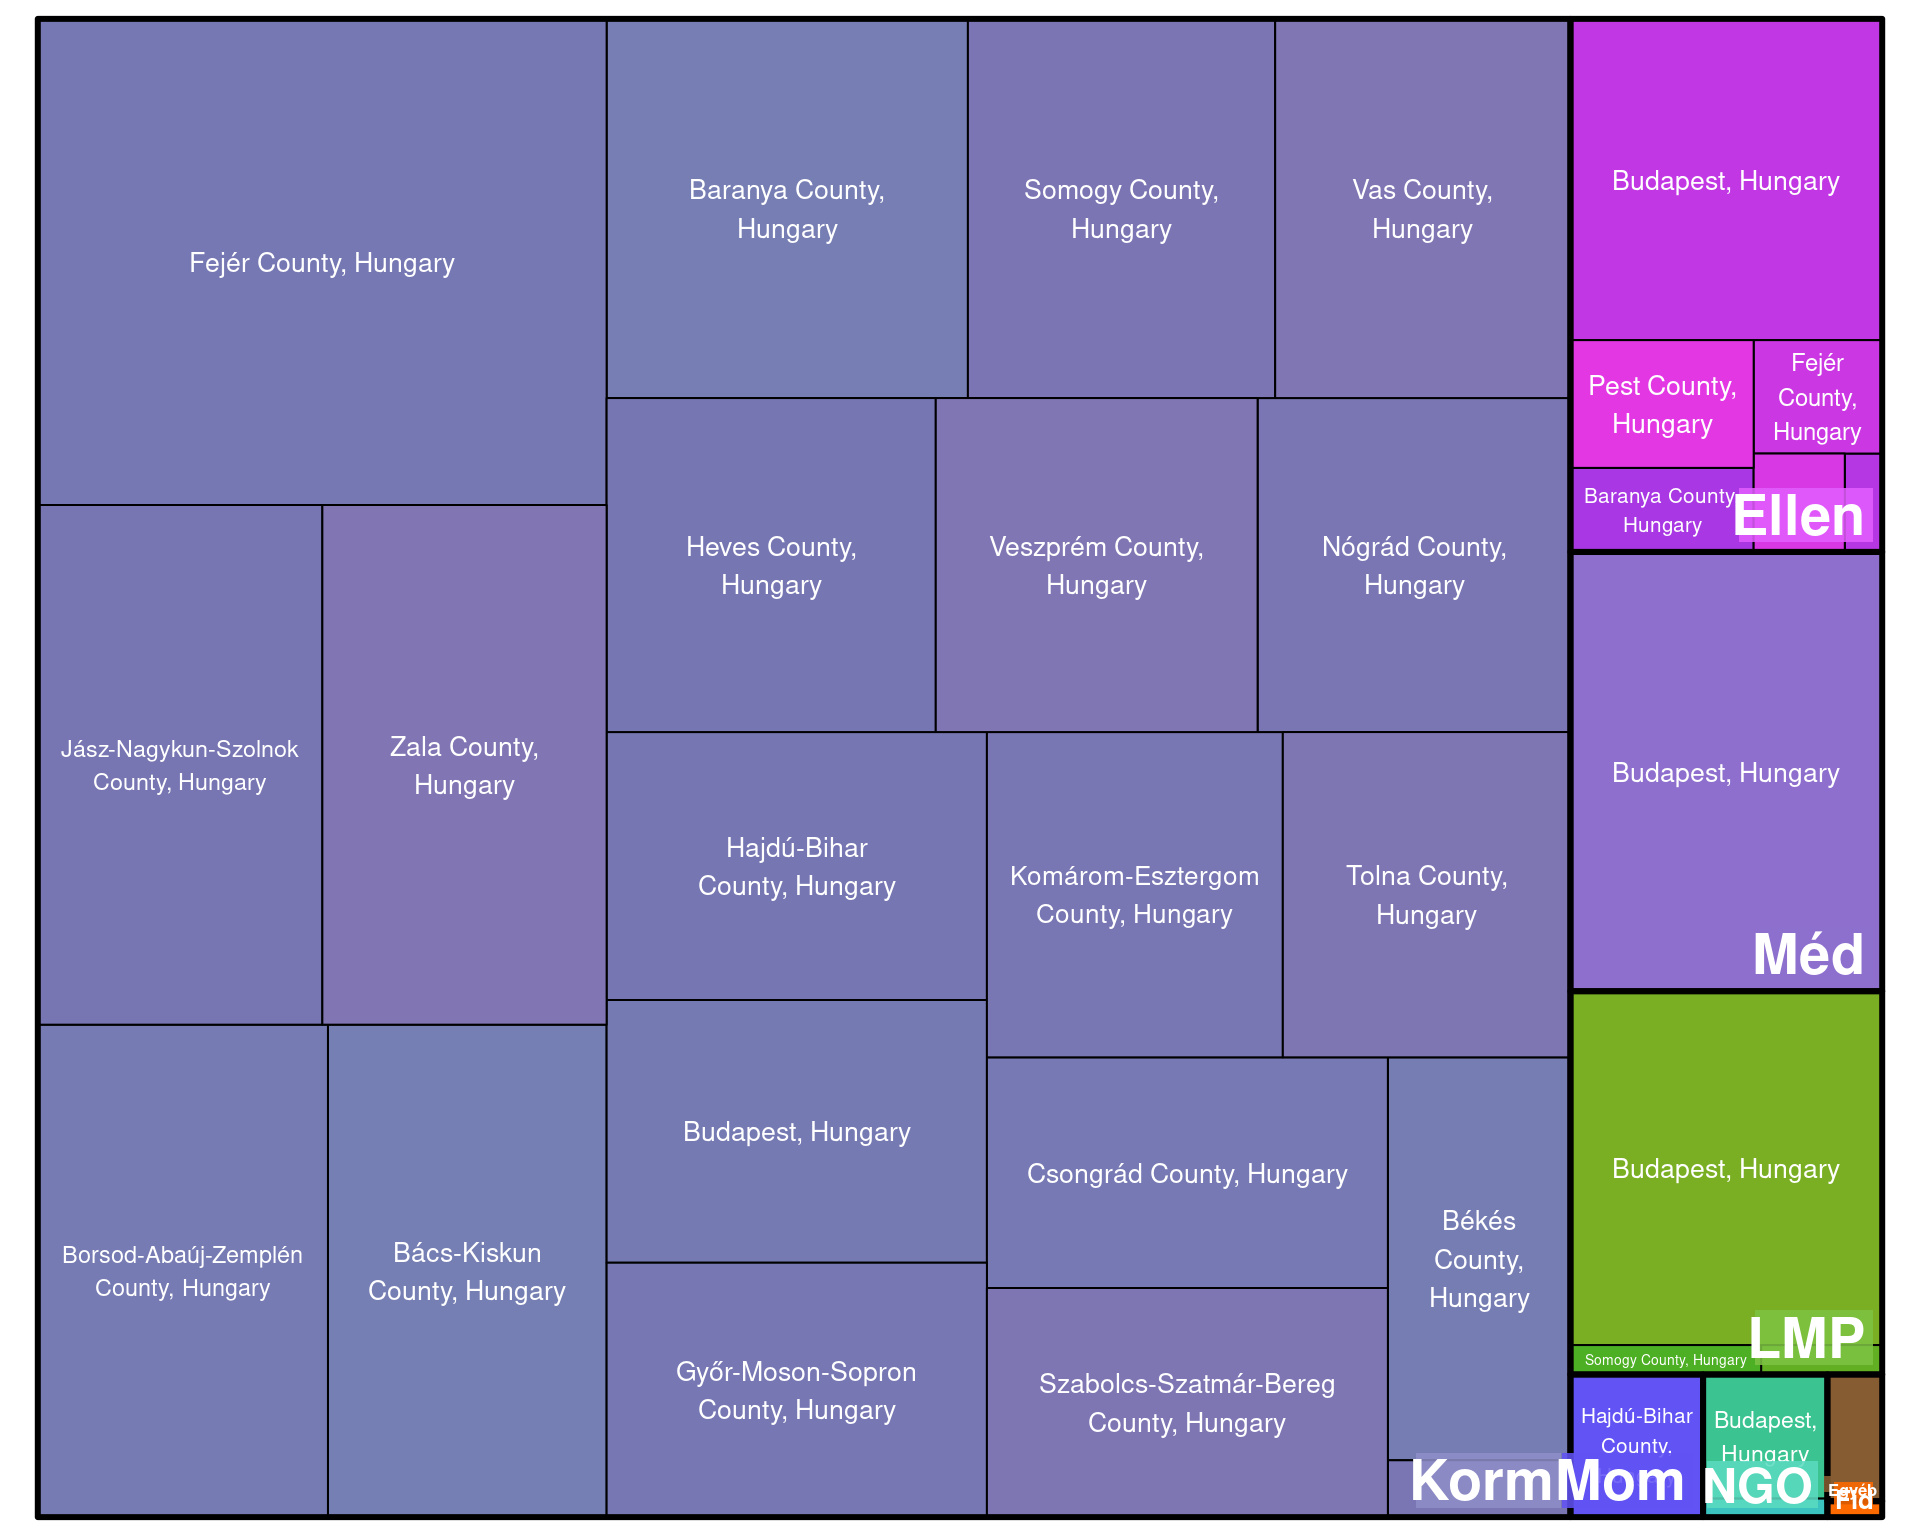 Fejér County, Hungary
Baranya County,
Hungary
Somogy County,
Hungary
Vas County,
Hungary
Budapest, Hungary
Pest County,
Hungary
Fejér
County,
Hungary
Baranya County
Hungary
Ellen
Jász-Nagykun-Szolnok
County, Hungary
Zala County,
Hungary
Heves County,
Hungary
Veszprém County,
Hungary
Nógrád County,
Hungary
Budapest, Hungary
Méd
Hajdú-Bihar
County, Hungary
Komárom-Esztergom
County, Hungary
Tolna County,
Hungary
Budapest, Hungary
Csongrád County, Hungary
Békés
County,
Hungary
Budapest, Hungary
LMP
Somogy County, Hungary
Borsod-Abaúj-Zemplén
County, Hungary
Bács-Kiskun
County, Hungary
Győr-Moson-Sopron
County, Hungary
Szabolcs-Szatmár-Bereg
County, Hungary
Korm
Hajdú-Bihar
County.
Mom
Budapest,
Hungary
NGO
Egyéb
Fid